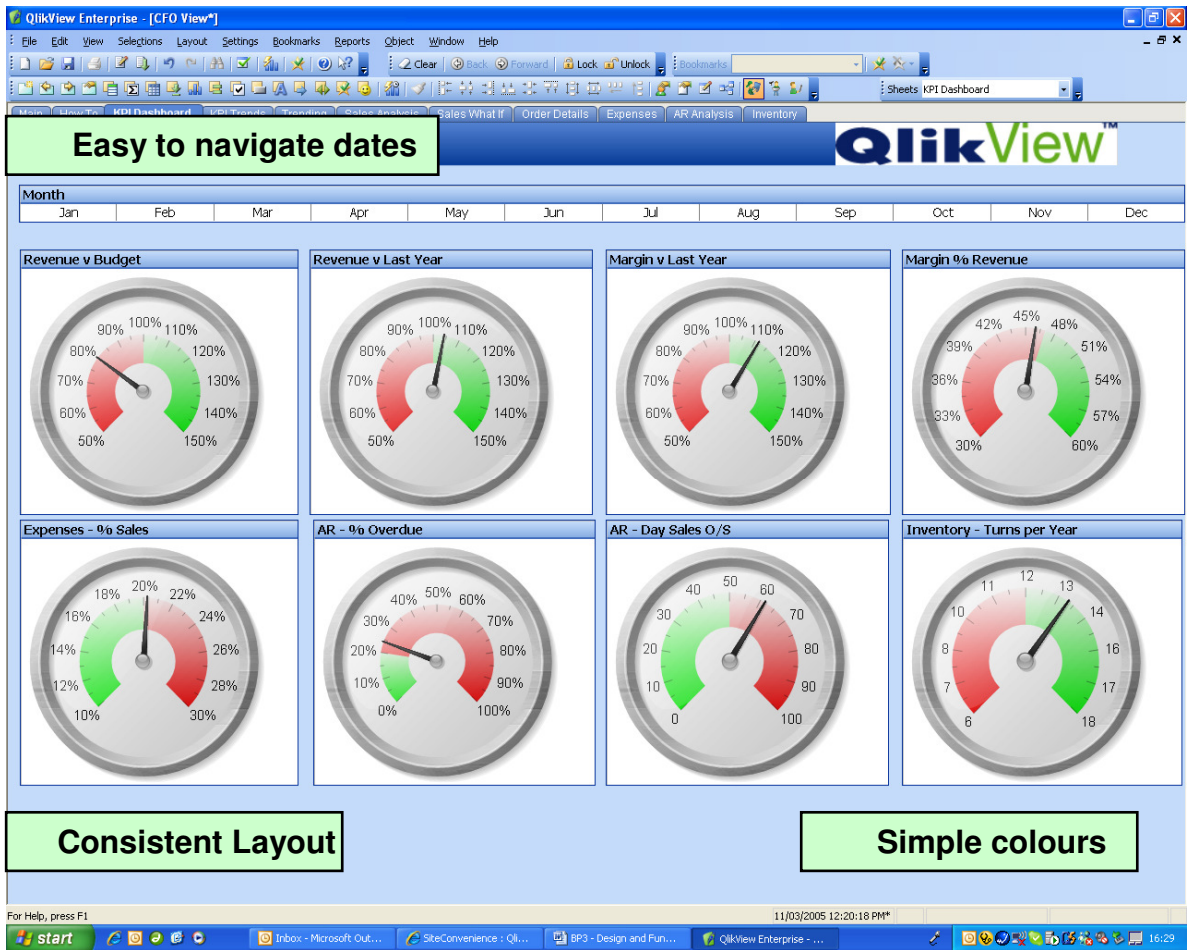 QlikView Enterprise - [CFO View*]
File Edit View Selections Layout Settings Bookmarks Reports Object Window Help
Clear Back Forward Lock Unlock Bookmarks
Sheets KPI Dashboard
Main How To KPI Dashboard KPI Trends Trending Sales Analysis Sales What If Order Details Expenses AR Analysis Inventory
Easy to navigate dates
QlikView™
Month
Jan Feb Mar Apr May Jun Jul Aug Sep Oct Nov Dec
Revenue v Budget
50% 60% 70% 80% 90% 100% 110% 120% 130% 140% 150%
Revenue v Last Year
50% 60% 70% 80% 90% 100% 110% 120% 130% 140% 150%
Margin v Last Year
50% 60% 70% 80% 90% 100% 110% 120% 130% 140% 150%
Margin % Revenue
30% 33% 36% 39% 42% 45% 48% 51% 54% 57% 60%
Expenses - % Sales
10% 12% 14% 16% 18% 20% 22% 24% 26% 28% 30%
AR - % Overdue
0% 10% 20% 30% 40% 50% 60% 70% 80% 90% 100%
AR - Day Sales O/S
0 10 20 30 40 50 60 70 80 90 100
Inventory - Turns per Year
6 7 8 10 11 12 13 14 16 17 18
Consistent Layout
Simple colours
For Help, press F1
11/03/2005 12:20:18 PM*
start
Inbox - Microsoft Out...
SiteConvenience : Qli...
BP3 - Design and Fun...
QlikView Enterprise - ...
16:29